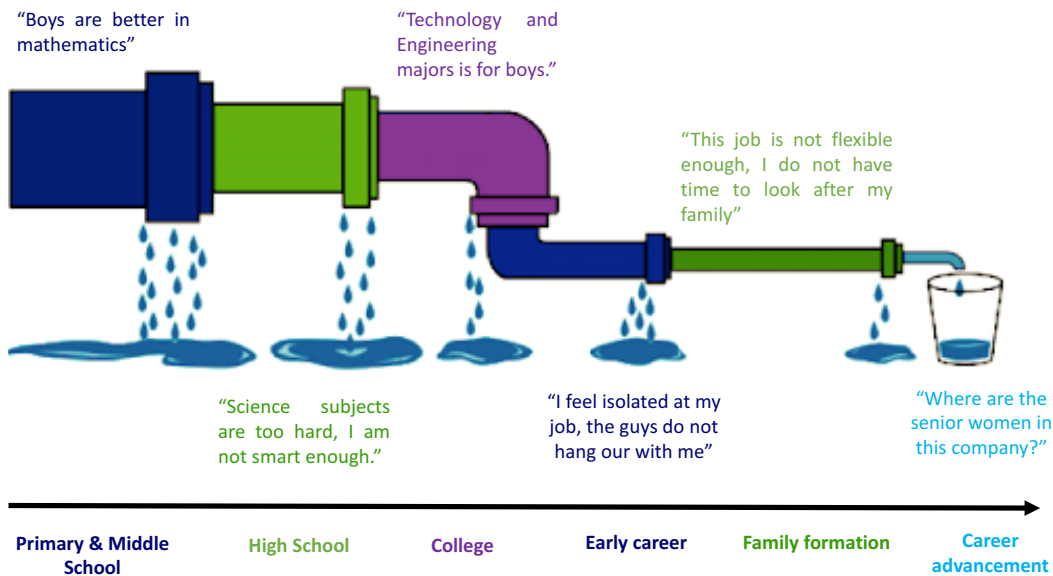 “Boys are better in
mathematics”
“Technology and
Engineering
majors is for boys.”
“This job is not flexible
enough, I do not have
time to look after my
family”
“Science subjects
are too hard, I am
not smart enough.”
“I feel isolated at my
job, the guys do not
hang our with me”
“Where are the
senior women in
this company?”
Primary & Middle
School
High School
College
Early career
Family formation
Career
advancement